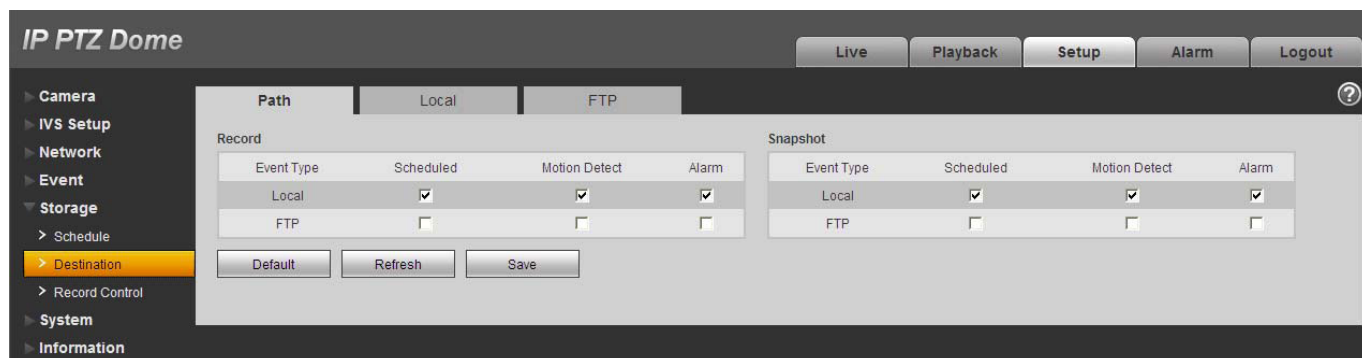 IP PTZ Dome
Live Playback Setup Alarm Logout
Camera
IVS Setup
Network
Event
Storage
> Schedule
> Destination
> Record Control
System
Information
Path Local FTP
?
Record
Event Type Scheduled Motion Detect Alarm
Local
FTP
Default Refresh Save
Snapshot
Event Type Scheduled Motion Detect Alarm
Local
FTP